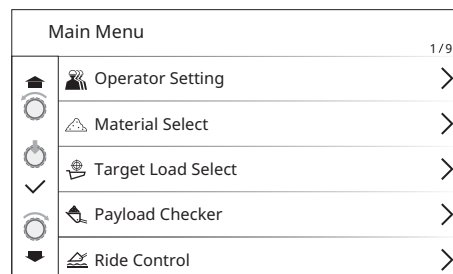 Main Menu
1/9
Operator Setting
Material Select
Target Load Select
Payload Checker
Ride Control